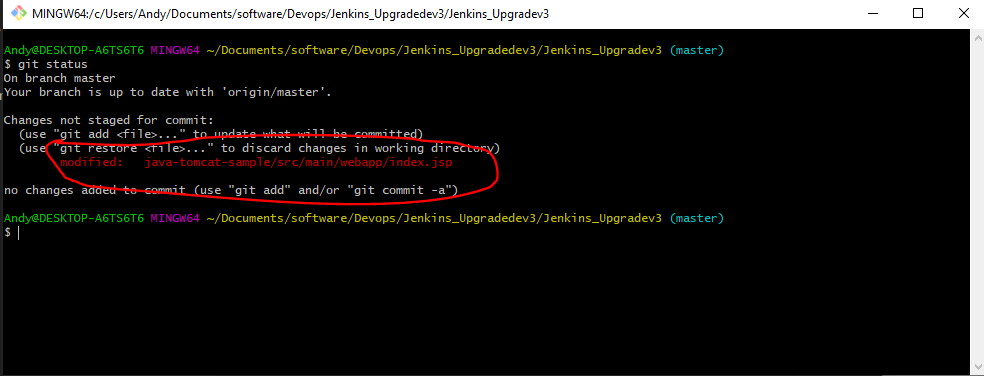 MINGW64:/c/Users/Andy/Documents/software/Devops/Jenkins_Upgradedev3/Jenkins_Upgradev3
Andy@DESKTOP-A6TS6T6 MINGW64 ~/Documents/software/Devops/Jenkins_Upgradedev3/Jenkins_Upgradev3 (master)
$ git status
On branch master
Your branch is up to date with 'origin/master'.
Changes not staged for commit:
(use "git add <file>..." to update what will be committed)
(use "git restore <file>..." to discard changes in working directory)
modified: java-tomcat-sample/src/main/webapp/index.jsp
no changes added to commit (use "git add" and/or "git commit -a")
Andy@DESKTOP-A6TS6T6 MINGW64 ~/Documents/software/Devops/Jenkins_Upgradedev3/Jenkins_Upgradev3 (master)
$